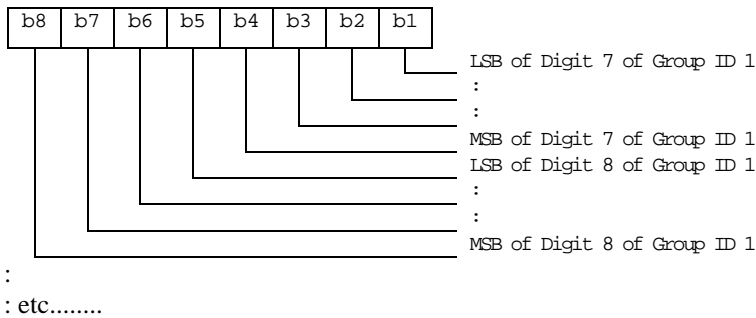 b8 b7 b6 b5 b4 b3 b2 b1
LSB of Digit 7 of Group ID 1
:
:
MSB of Digit 7 of Group ID 1
LSB of Digit 8 of Group ID 1
:
:
MSB of Digit 8 of Group ID 1
:
: etc........